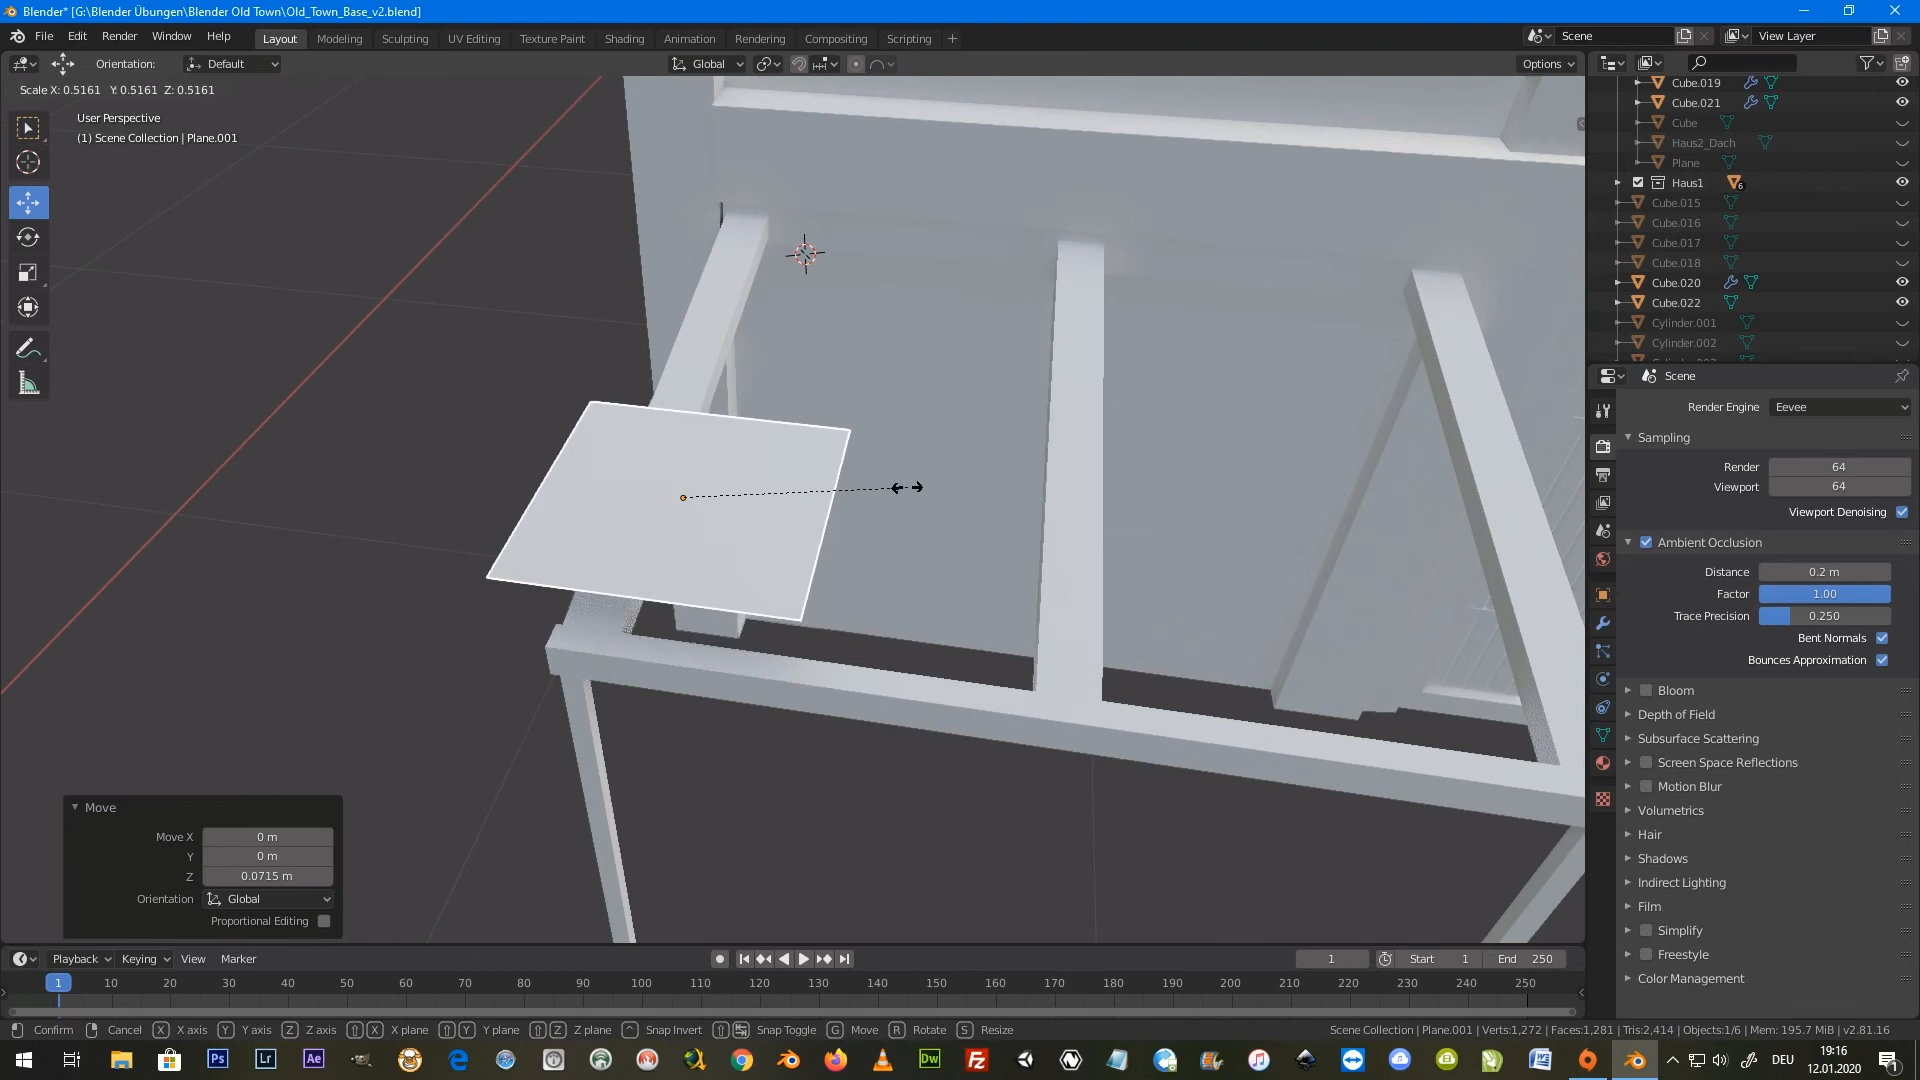 Blender* [G:\Blender Übungen\Blender Old Town\Old_Town_Base_v2.blend]
File Edit Render Window Help
Layout Modeling Sculpting UV Editing Texture Paint Shading Animation Rendering Compositing Scripting +
Scene
View Layer
Orientation: Default
Global
Options
Scale X: 0.5161 Y: 0.5161 Z: 0.5161
User Perspective
(1) Scene Collection | Plane.001
Cube.019
Cube.021
Cube
Haus2_Dach
Plane
Haus1 6
Cube.015
Cube.016
Cube.017
Cube.018
Cube.020
Cube.022
Cylinder.001
Cylinder.002
Scene
Render Engine Eevee
Sampling
Render 64
Viewport 64
Viewport Denoising
Ambient Occlusion
Distance 0.2 m
Factor 1.00
Trace Precision 0.250
Bent Normals
Bounces Approximation
Bloom
Depth of Field
Subsurface Scattering
Screen Space Reflections
Motion Blur
Volumetrics
Hair
Shadows
Indirect Lighting
Film
Simplify
Freestyle
Color Management
Move
Move X 0 m
Y 0 m
Z 0.0715 m
Orientation Global
Proportional Editing
Playback Keying View Marker
1 Start 1 End 250
1 10 20 30 40 50 60 70 80 90 100 110 120 130 140 150 160 170 180 190 200 210 220 230 240 250
Confirm Cancel X X axis Y Y axis Z Z axis X X plane Y Y plane Z Z plane Snap Invert Snap Toggle G Move R Rotate S Resize
Scene Collection | Plane.001 | Verts:1,272 | Faces:1,281 | Tris:2,414 | Objects:1/6 | Mem: 195.7 MiB | v2.81.16
Ps Lr Ae Dw Fz
DEU
19:16
12.01.2020
1